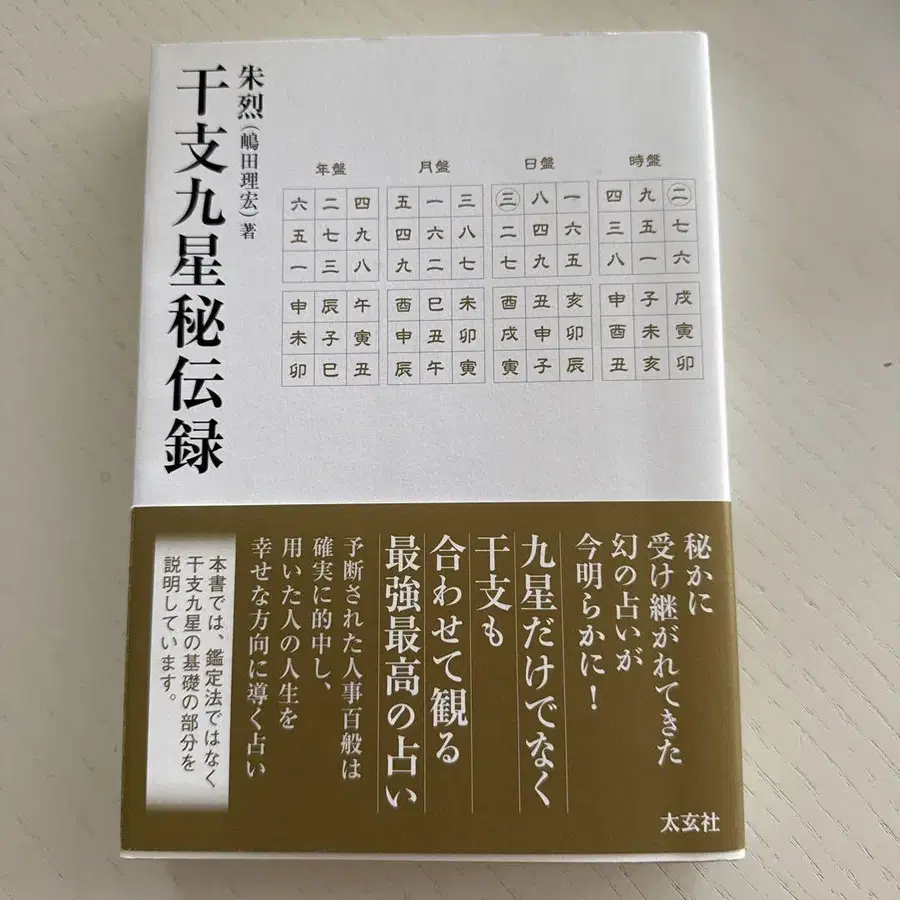 干支九星秘伝録
朱烈（嶋田理宏）著
年盤
六 二 四
五 七 九
一 三 八
申 辰 午
未 子 寅
卯 巳 丑
月盤
五 一 三
四 六 八
九 二 七
酉 巳 未
申 丑 卯
辰 午 寅
日盤
三 八 一
二 四 六
七 九 五
酉 丑 亥
戌 申 卯
寅 子 辰
時盤
四 九 二
三 五 七
八 一 六
申 子 戌
酉 未 寅
丑 亥 卯
秘かに
受け継がれてきた
幻の占いが
今明らかに！
九星だけでなく
干支も
合わせて観る
最強最高の占い
予断された人事百般は
確実に的中し、
用いた人の人生を
幸せな方向に導く占い
本書では、鑑定法ではなく
干支九星の基礎の部分を
説明しています。
太玄社